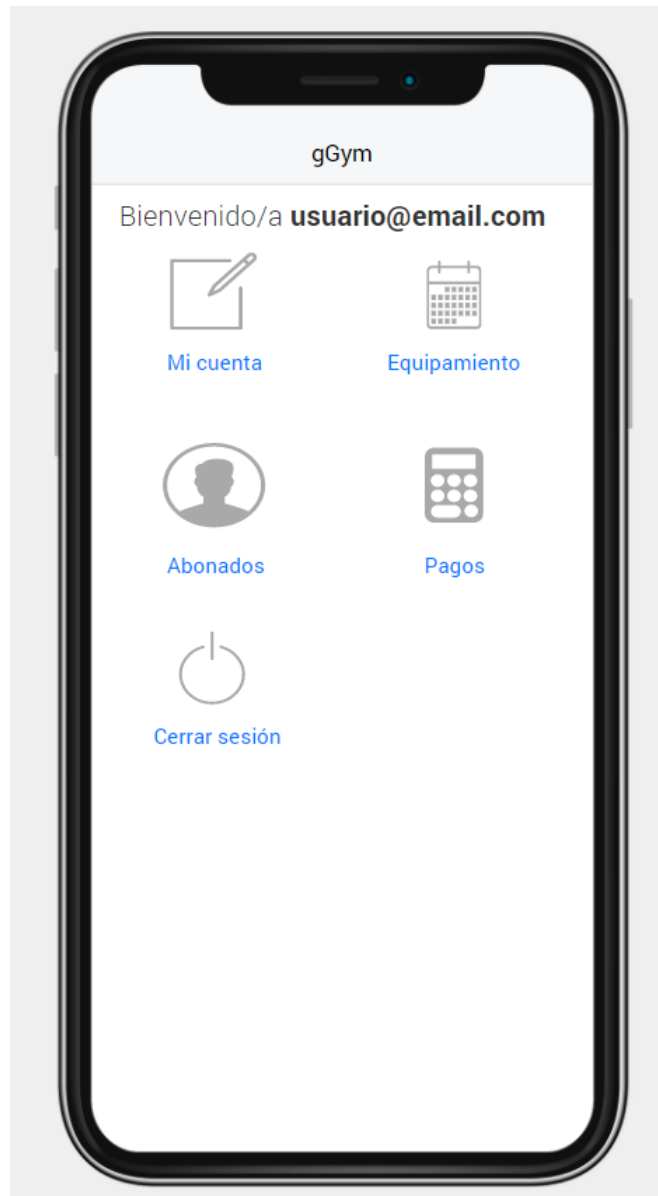 gGym
Bienvenido/a usuario@email.com
Mi cuenta
Equipamiento
Abonados
Pagos
Cerrar sesión